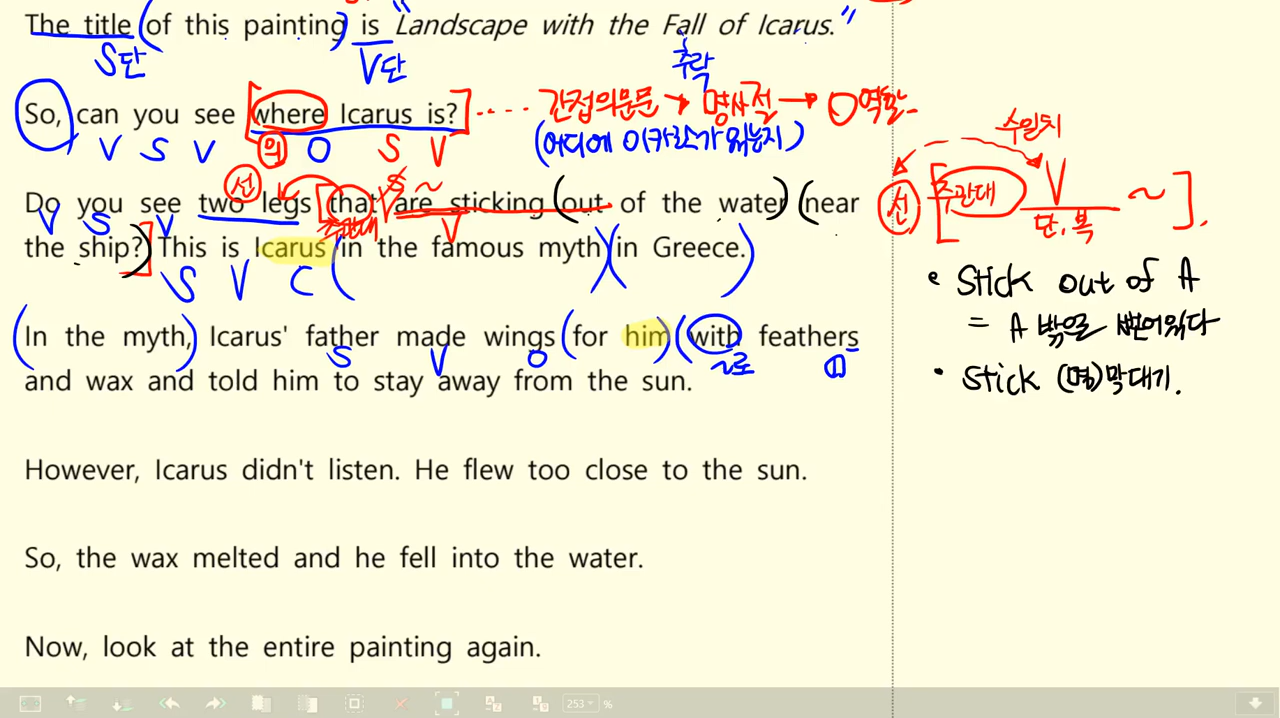 The title (of this painting) is "Landscape with the Fall of Icarus."
S단 V단 추락
So, can you see [where Icarus is?] ···· 간접의문문 → 명사절 → O역할
V S V 의 O S V (어디에 이카루스가 있는지)
수일치
선 S ~
Do you see two legs [that are sticking (out of the water) (near
V S V 주관대 V
선 [주관대 V ~].
단, 복
the ship?)] This is Icarus (in the famous myth) (in Greece.)
S V C
• Stick out of A
= A 밖으로 뻗어있다
(In the myth,) Icarus' father made wings (for him) (with feathers
S V O ~로 ①
and wax and told him to stay away from the sun.
• Stick (명) 막대기.
However, Icarus didn't listen. He flew too close to the sun.
So, the wax melted and he fell into the water.
Now, look at the entire painting again.
253 %